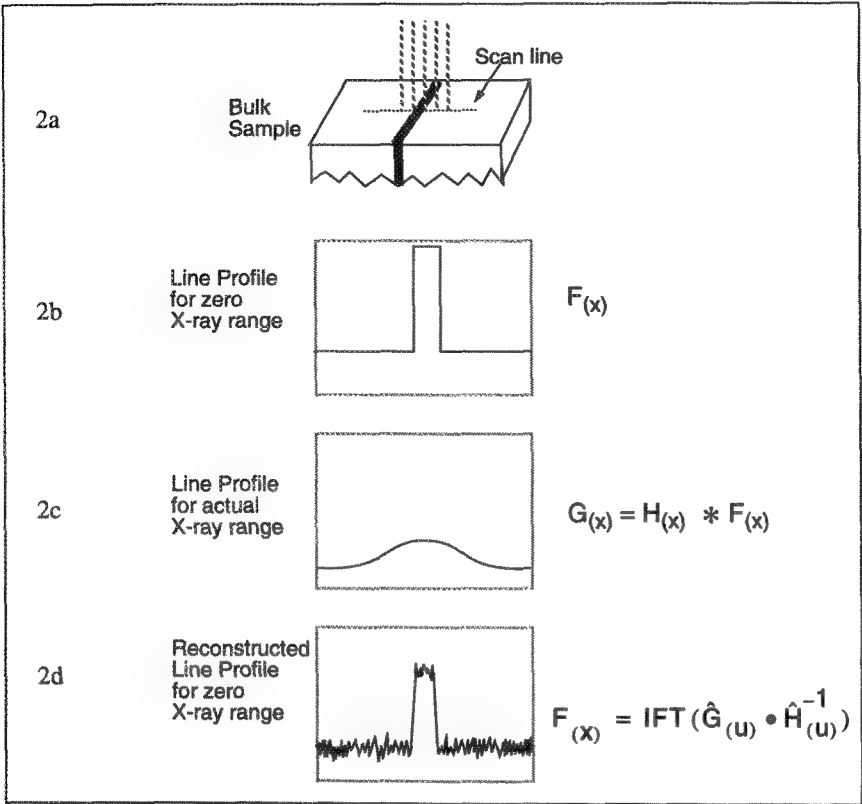 Scan line
2a
Bulk
Sample
2b
Line Profile
for zero
X-ray range
F(x)
2c
Line Profile
for actual
X-ray range
G(x) = H(x) * F(x)
2d
Reconstructed
Line Profile
for zero
X-ray range
F(x) = IFT(Ĝ(u) • Ĥ(u)⁻¹)